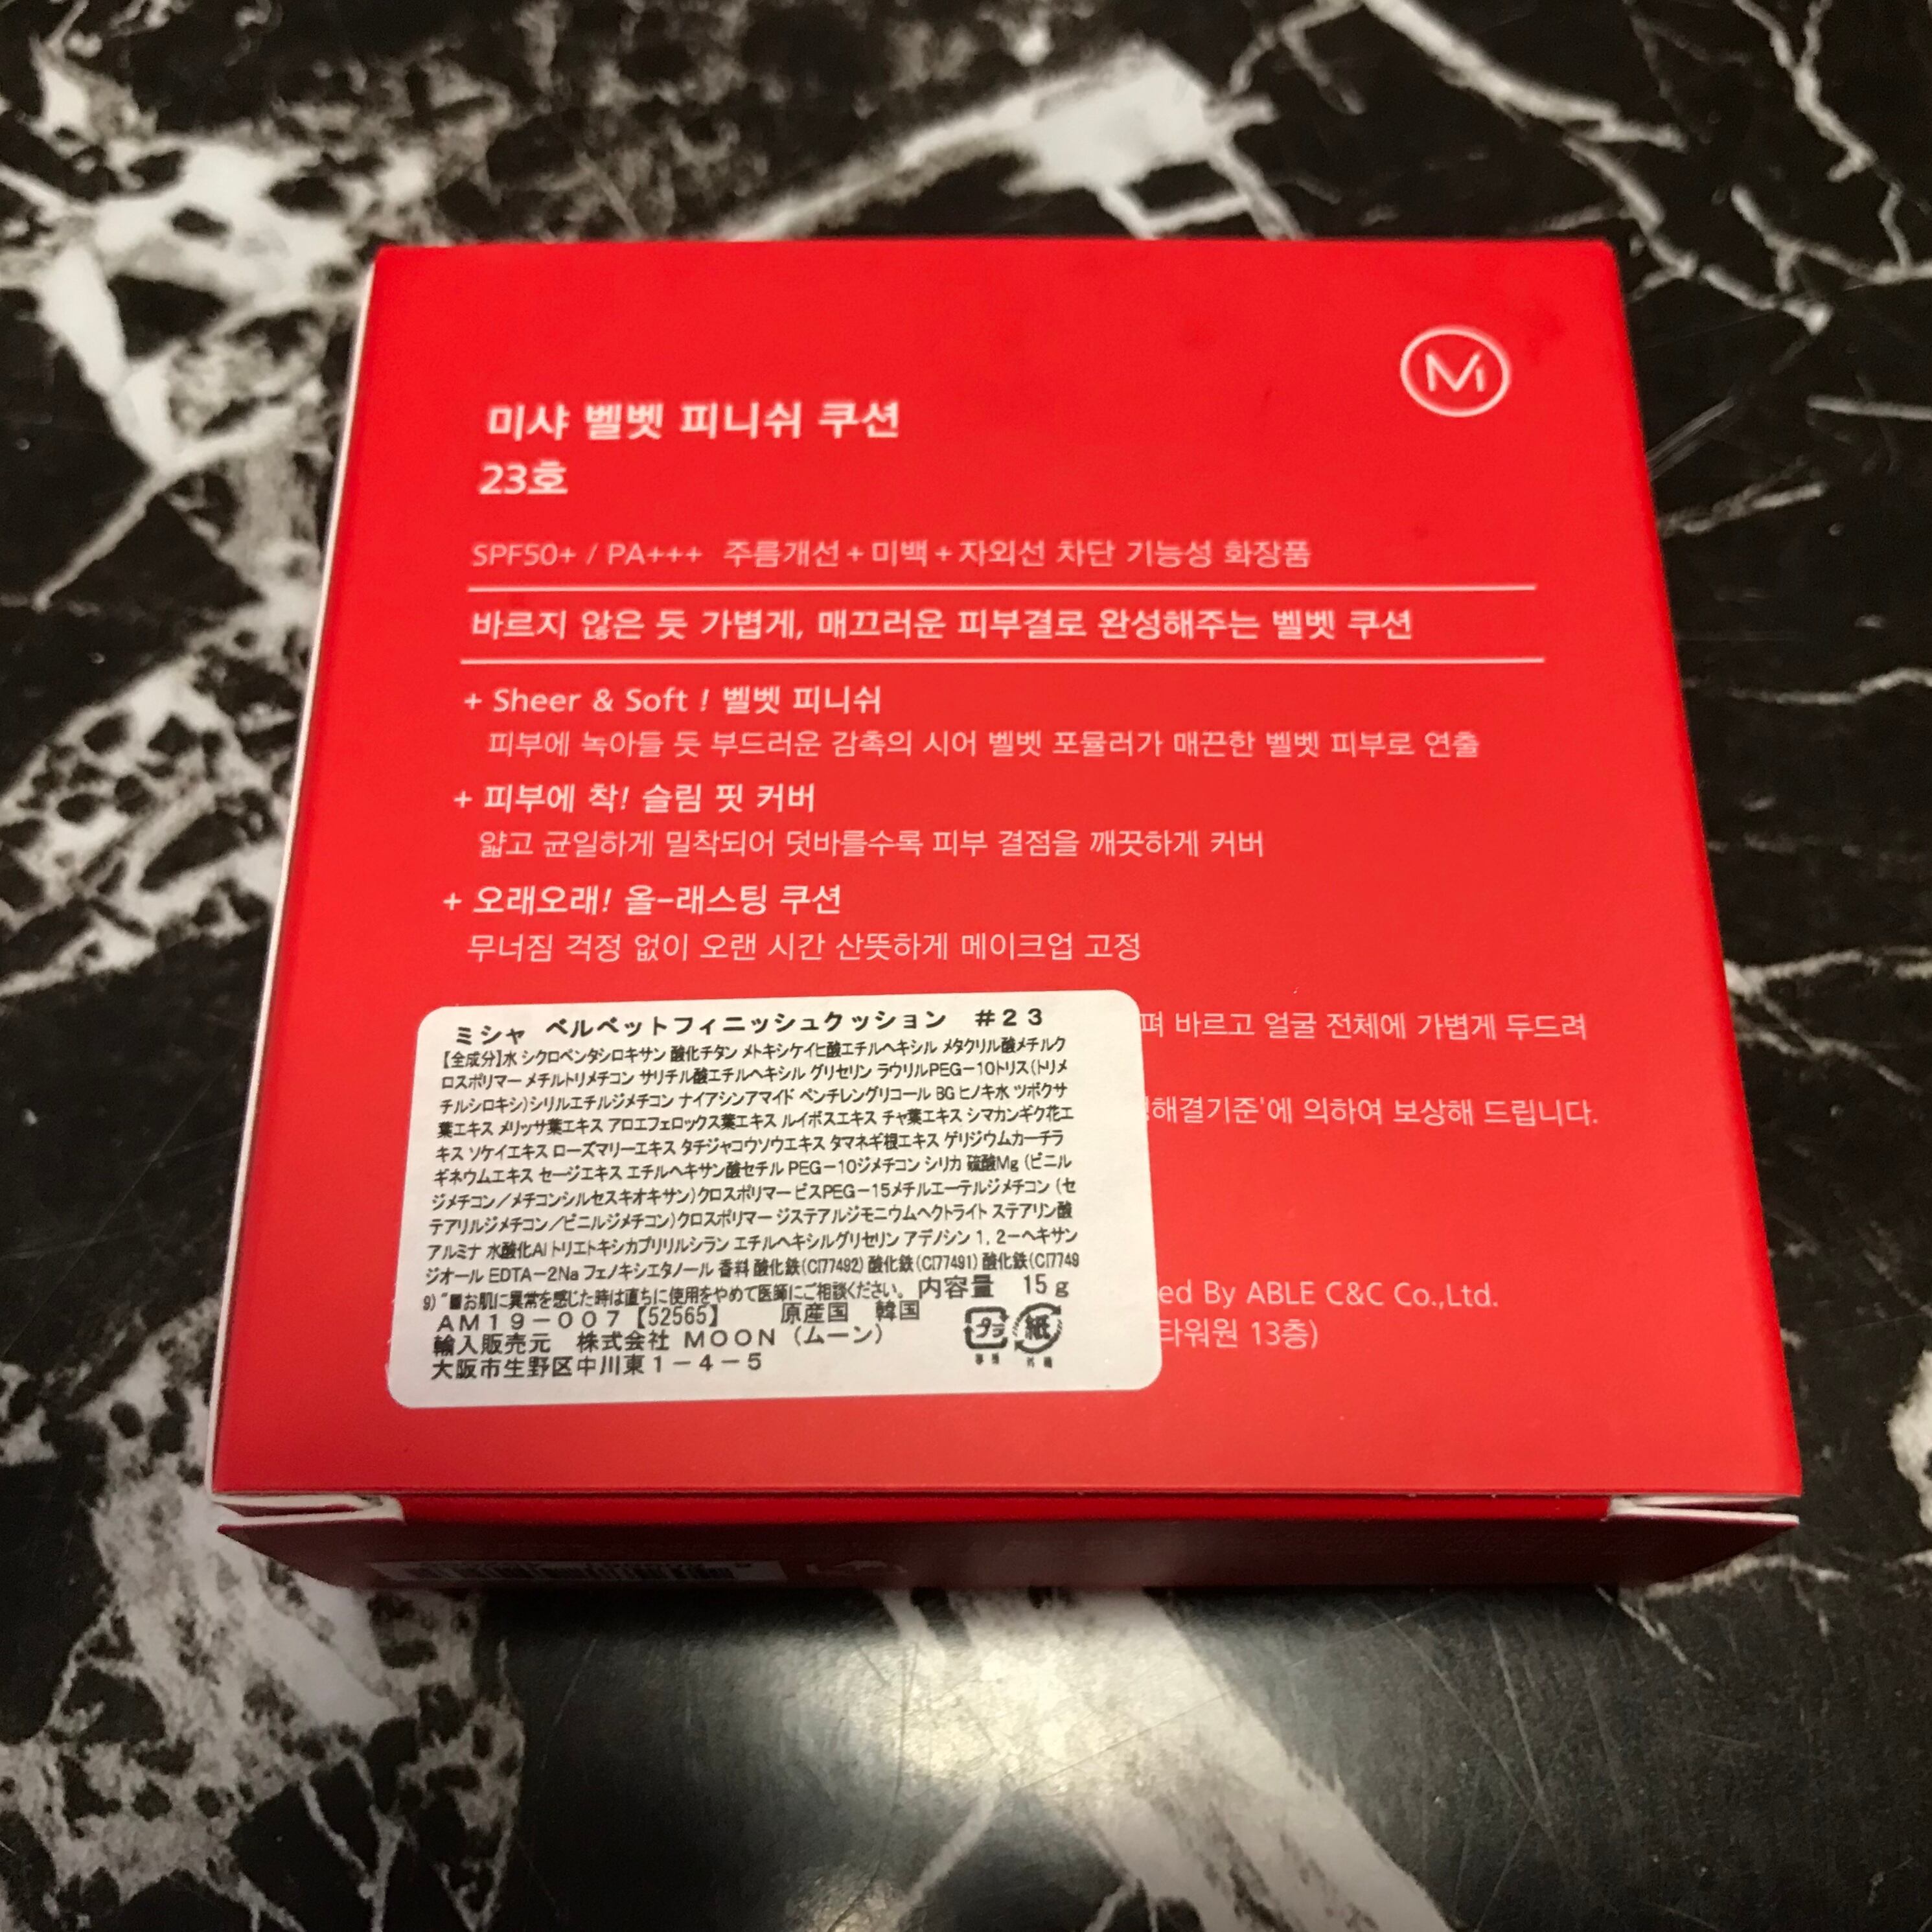 M
미샤 벨벳 피니쉬 쿠션
23호
SPF50+ / PA+++ 주름개선+미백+자외선 차단 기능성 화장품
바르지 않은 듯 가볍게, 매끄러운 피부결로 완성해주는 벨벳 쿠션
+ Sheer & Soft ! 벨벳 피니쉬
피부에 녹아들 듯 부드러운 감촉의 시어 벨벳 포뮬러가 매끈한 벨벳 피부로 연출
+ 피부에 착! 슬림 핏 커버
얇고 균일하게 밀착되어 덧바를수록 피부 결점을 깨끗하게 커버
+ 오래오래! 올-래스팅 쿠션
무너짐 걱정 없이 오랜 시간 산뜻하게 메이크업 고정
펴 바르고 얼굴 전체에 가볍게 두드려
해결기준'에 의하여 보상해 드립니다.
ed By ABLE C&C Co.,Ltd.
타워원 13층)
ミシャ ベルベットフィニッシュクッション #23
【全成分】水 シクロペンタシロキサン 酸化チタン メトキシケイヒ酸エチルヘキシル メタクリル酸メチルク
ロスポリマー メチルトリメチコン サリチル酸エチルヘキシル グリセリン ラウリルPEG-10トリス(トリメ
チルシロキシ)シリルエチルジメチコン ナイアシンアマイド ペンチレングリコール BG ヒノキ水 ツボクサ
葉エキス メリッサ葉エキス アロエフェロックス葉エキス ルイボスエキス チャ葉エキス シマカンギク花エ
キス ソケイエキス ローズマリーエキス タチジャコウソウエキス タマネギ根エキス ゲリジウムカーチラ
ギネウムエキス セージエキス エチルヘキサン酸セチル PEG-10ジメチコン シリカ 硫酸Mg (ビニル
ジメチコン/メチコンシルセスキオキサン)クロスポリマー ビスPEG-15メチルエーテルジメチコン (セ
テアリルジメチコン/ビニルジメチコン)クロスポリマー ジステアルジモニウムヘクトライト ステアリン酸
アルミナ 水酸化Al トリエトキシカプリリルシラン エチルヘキシルグリセリン アデノシン 1,2-ヘキサン
ジオール EDTA-2Na フェノキシエタノール 香料 酸化鉄(CI77492) 酸化鉄(CI77491) 酸化鉄(CI7749
9)"■お肌に異常を感じた時は直ちに使用をやめて医師にご相談ください。 内容量 15g
AM19-007【52565】 原産国 韓国
輸入販売元 株式会社 MOON (ムーン)
大阪市生野区中川東1-4-5
プラ 紙